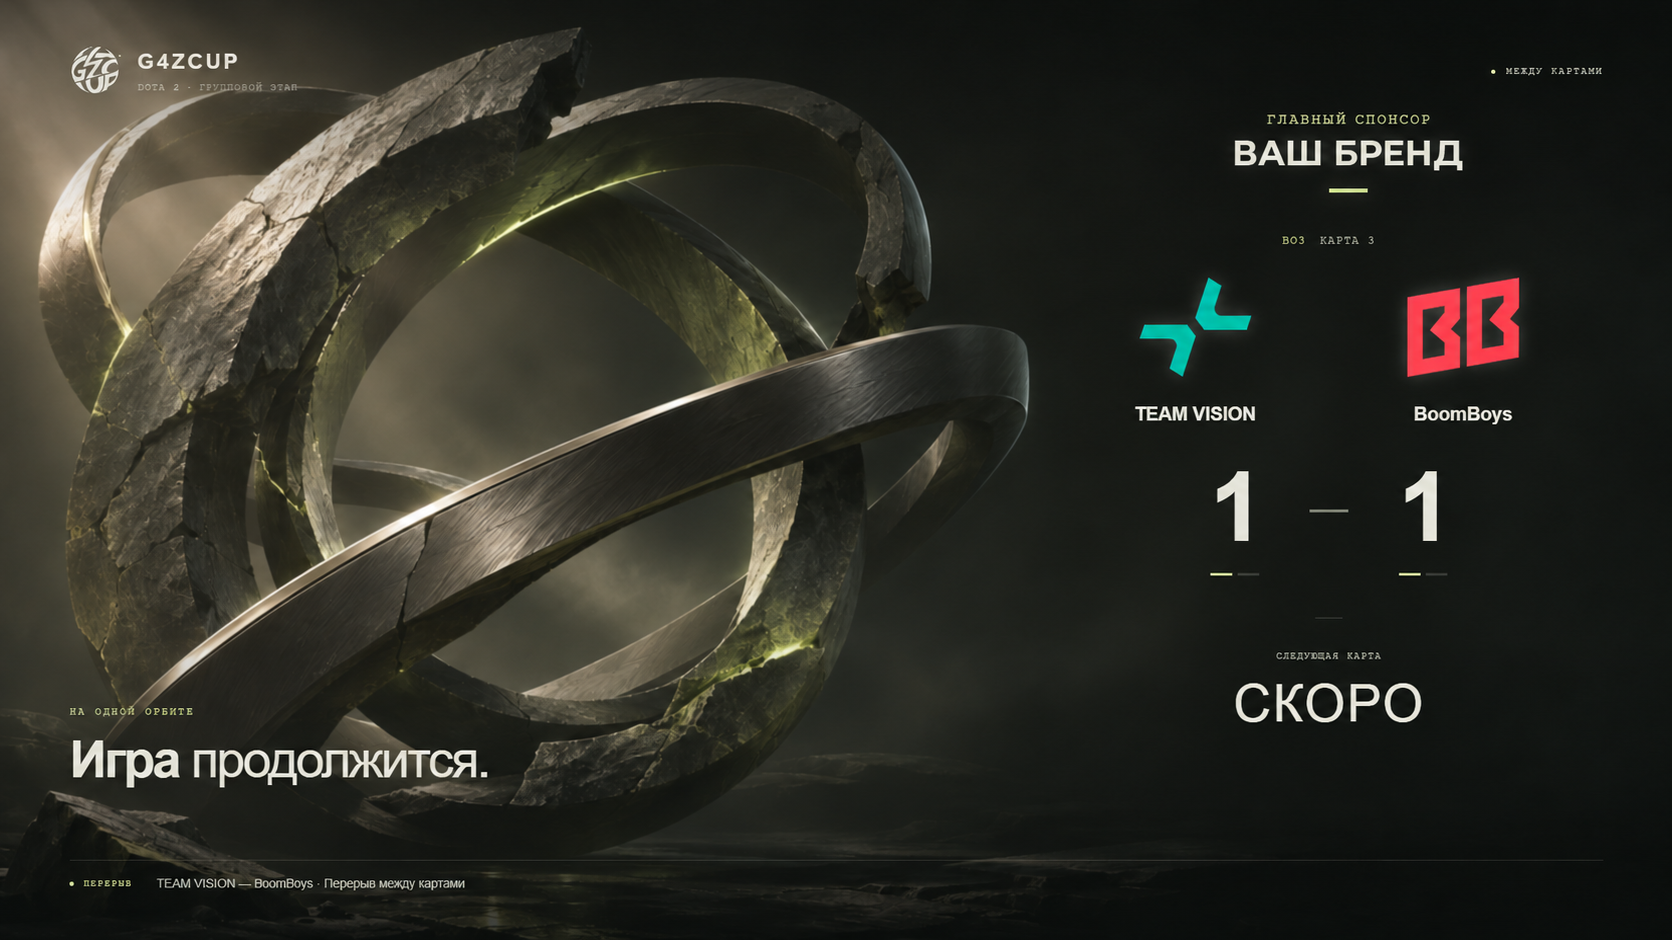 G4ZCUP
DOTA 2 - ГРУППОВОЙ ЭТАП
МЕЖДУ КАРТАМИ
ГЛАВНЫЙ СПОНСОР
ВАШ БРЕНД
BO3 КАРТА 3
BB
TEAM VISION
BoomBoys
1 — 1
СЛЕДУЮЩАЯ КАРТА
СКОРО
НА ОДНОЙ ОРБИТЕ
Игра продолжится.
ПЕРЕРЫВ TEAM VISION — BoomBoys · Перерыв между картами